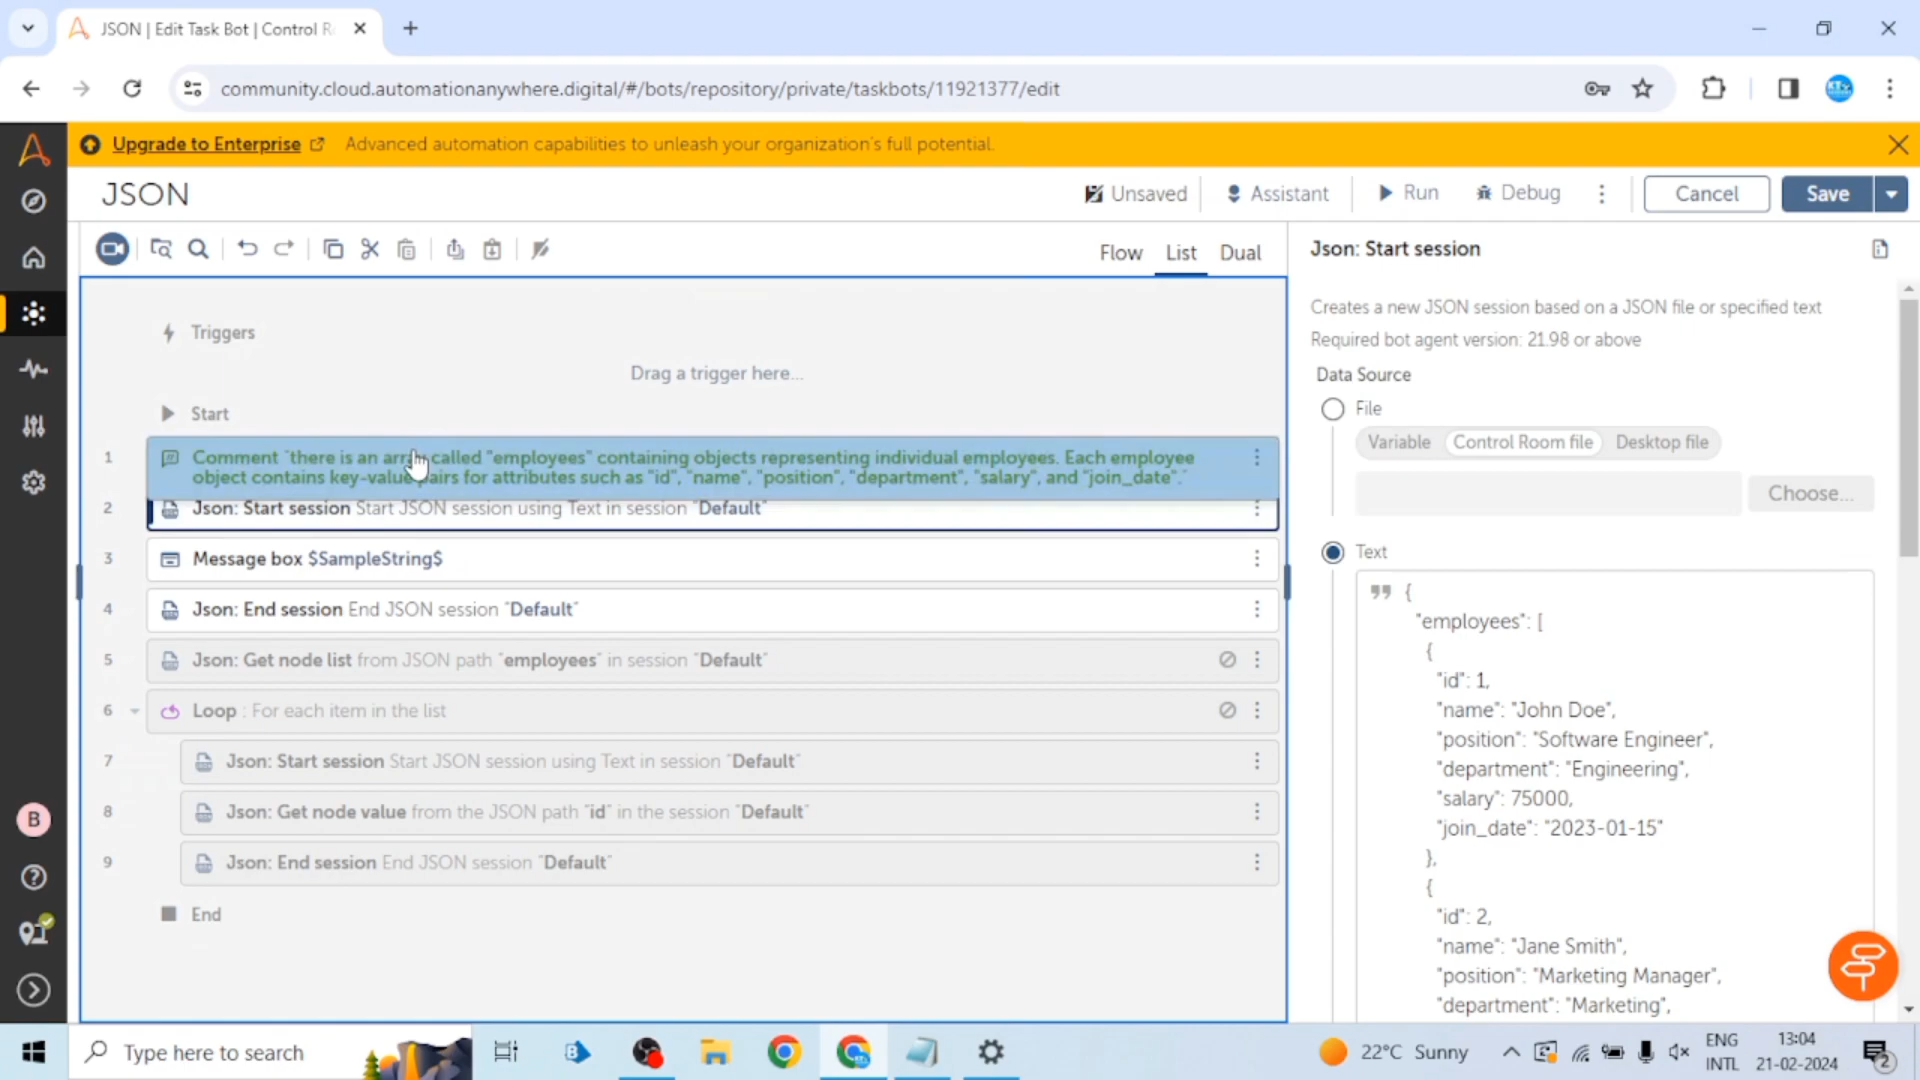 JSON | Edit Task Bot | Control R
community.cloud.automationanywhere.digital/#/bots/repository/private/taskbots/11921377/edit
Upgrade to Enterprise Advanced automation capabilities to unleash your organization's full potential.
JSON
Unsaved
Assistant
Run
Debug
Cancel
Save
Flow
List
Dual
Triggers
Drag a trigger here...
Start
1
Comment "there is an array called "employees" containing objects representing individual employees. Each employee
object contains key-value pairs for attributes such as "id", "name", "position", "department", "salary", and "join_date"."
2 Json: Start session Start JSON session using Text in session "Default"
3 Message box $SampleString$
4 Json: End session End JSON session "Default"
5 Json: Get node list from JSON path "employees" in session "Default"
6 Loop : For each item in the list
7 Json: Start session Start JSON session using Text in session "Default"
8 Json: Get node value from the JSON path "id" in the session "Default"
9 Json: End session End JSON session "Default"
End
Json: Start session
Creates a new JSON session based on a JSON file or specified text
Required bot agent version: 21.98 or above
Data Source
File
Variable Control Room file Desktop file
Choose...
Text
{
"employees": [
{
"id": 1,
"name": "John Doe",
"position": "Software Engineer",
"department": "Engineering",
"salary": 75000,
"join_date": "2023-01-15"
},
{
"id": 2,
"name": "Jane Smith",
"position": "Marketing Manager",
"department": "Marketing",
B
Type here to search
22°C Sunny
ENG
INTL
13:04
21-02-2024
2